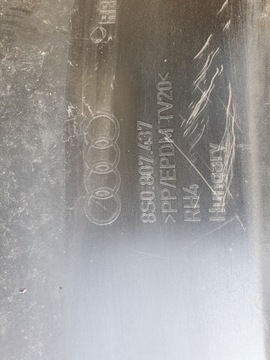 8S0.807.437
>PP/EPDM-TV20<
RH4
Hungary